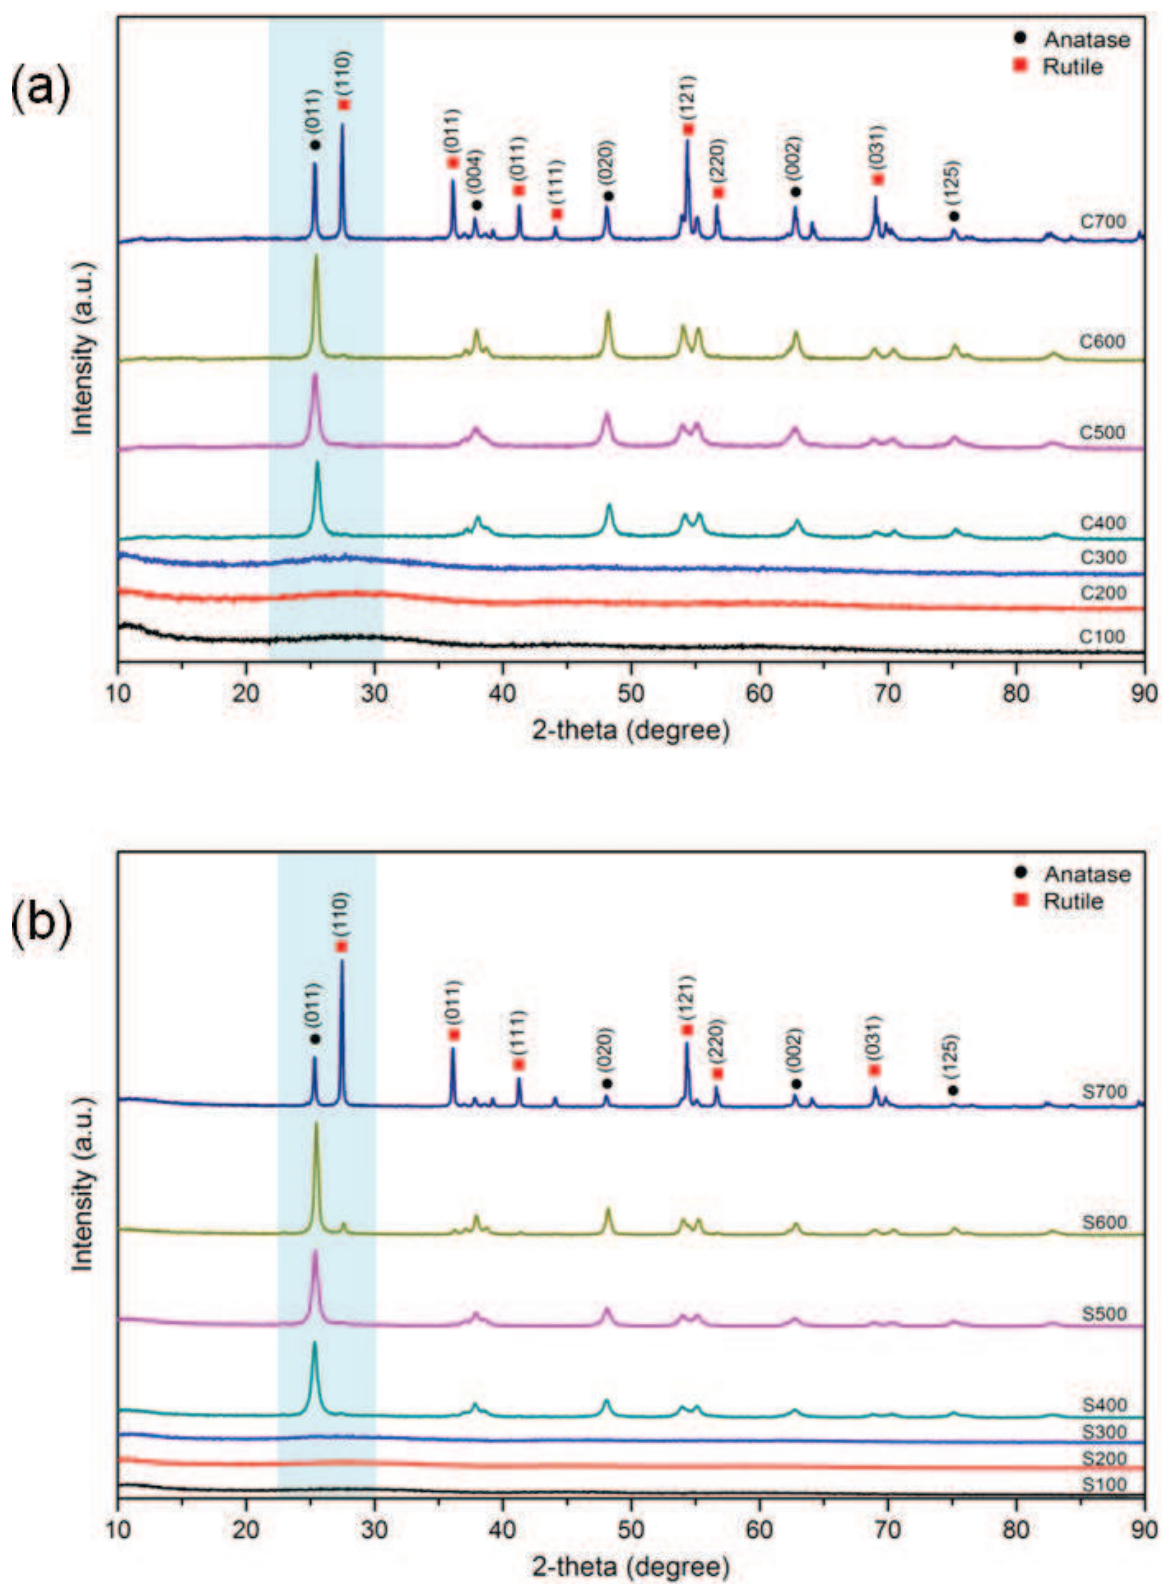 (a)
● Anatase
■ Rutile
(011)
(110)
(011)
(004)
(011)
(111)
(020)
(121)
(220)
(002)
(031)
(125)
C700
C600
C500
C400
C300
C200
C100
Intensity (a.u.)
10 20 30 40 50 60 70 80 90
2-theta (degree)
(b)
● Anatase
■ Rutile
(011)
(110)
(011)
(111)
(020)
(121)
(220)
(002)
(031)
(125)
S700
S600
S500
S400
S300
S200
S100
Intensity (a.u.)
10 20 30 40 50 60 70 80 90
2-theta (degree)